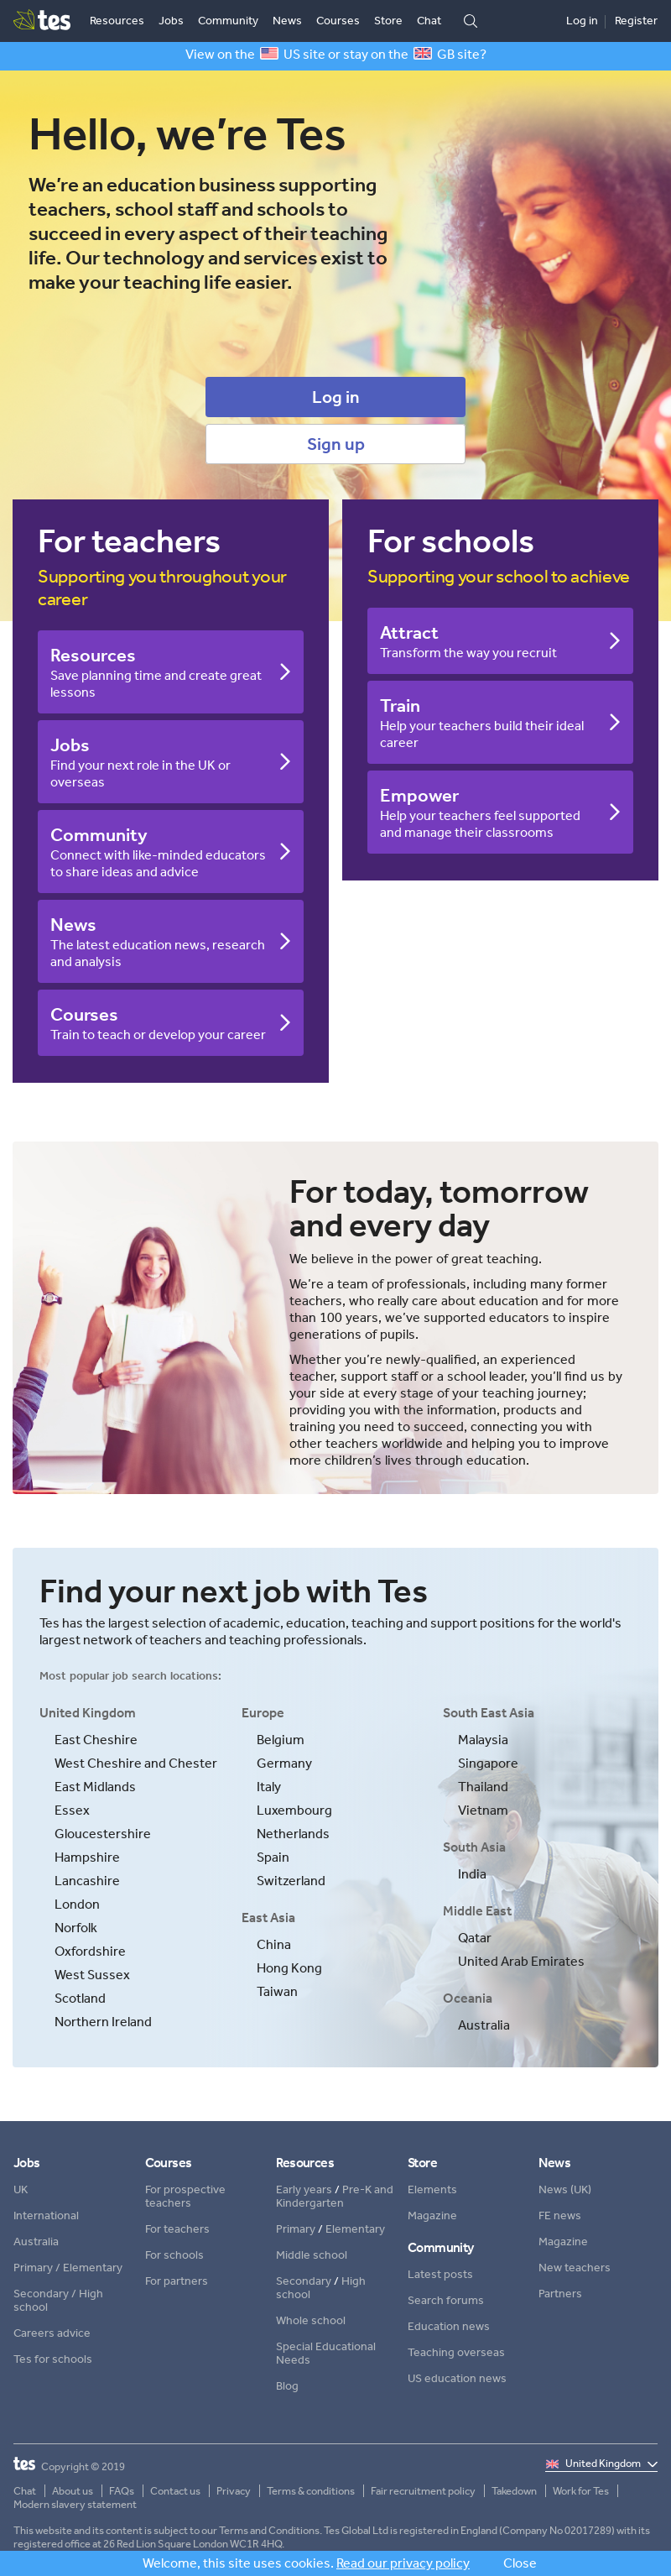 tes Resources Jobs Community News Courses Store Chat Log in Register
View on the US site or stay on the GB site?
Hello, we’re Tes
We’re an education business supporting
teachers, school staff and schools to
succeed in every aspect of their teaching
life. Our technology and services exist to
make your teaching life easier.
Log in
Sign up
For teachers
Supporting you throughout your
career
Resources
Save planning time and create great
lessons
Jobs
Find your next role in the UK or
overseas
Community
Connect with like-minded educators
to share ideas and advice
News
The latest education news, research
and analysis
Courses
Train to teach or develop your career
For schools
Supporting your school to achieve
Attract
Transform the way you recruit
Train
Help your teachers build their ideal
career
Empower
Help your teachers feel supported
and manage their classrooms
For today, tomorrow
and every day
We believe in the power of great teaching.
We’re a team of professionals, including many former
teachers, who really care about education and for more
than 100 years, we’ve supported educators to inspire
generations of pupils.
Whether you’re newly-qualified, an experienced
teacher, support staff or a school leader, you’ll find us by
your side at every stage of your teaching journey;
providing you with the information, products and
training you need to succeed, connecting you with
other teachers worldwide and helping you to improve
more children’s lives through education.
Find your next job with Tes
Tes has the largest selection of academic, education, teaching and support positions for the world's
largest network of teachers and teaching professionals.
Most popular job search locations:
United Kingdom
East Cheshire
West Cheshire and Chester
East Midlands
Essex
Gloucestershire
Hampshire
Lancashire
London
Norfolk
Oxfordshire
West Sussex
Scotland
Northern Ireland
Europe
Belgium
Germany
Italy
Luxembourg
Netherlands
Spain
Switzerland
East Asia
China
Hong Kong
Taiwan
South East Asia
Malaysia
Singapore
Thailand
Vietnam
South Asia
India
Middle East
Qatar
United Arab Emirates
Oceania
Australia
Jobs
UK
International
Australia
Primary / Elementary
Secondary / High
school
Careers advice
Tes for schools
Courses
For prospective
teachers
For teachers
For schools
For partners
Resources
Early years / Pre-K and
Kindergarten
Primary / Elementary
Middle school
Secondary / High
school
Whole school
Special Educational
Needs
Blog
Store
Elements
Magazine
Community
Latest posts
Search forums
Education news
Teaching overseas
US education news
News
News (UK)
FE news
Magazine
New teachers
Partners
tes Copyright © 2019 United Kingdom
Chat About us FAQs Contact us Privacy Terms & conditions Fair recruitment policy Takedown Work for Tes
Modern slavery statement
This website and its content is subject to our Terms and Conditions. Tes Global Ltd is registered in England (Company No 02017289) with its
registered office at 26 Red Lion Square London WC1R 4HQ.
Welcome, this site uses cookies. Read our privacy policy Close